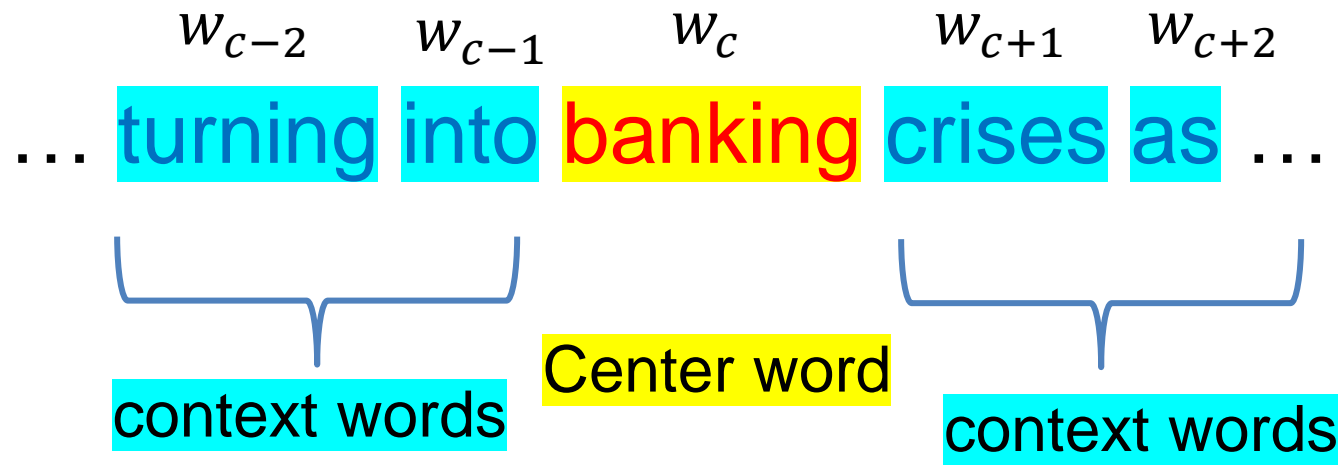 w_{c-2} w_{c-1} w_c w_{c+1} w_{c+2}
… turning into banking crises as …
Center word
context words context words